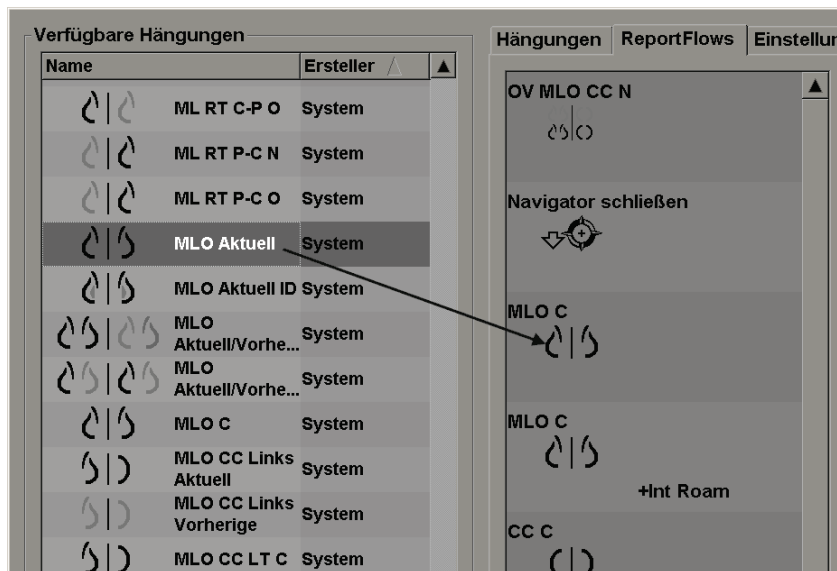 Verfügbare Hängungen
Name Ersteller
ML RT C-P O System
ML RT P-C N System
ML RT P-C O System
MLO Aktuell System
MLO Aktuell ID System
MLO
Aktuell/Vorhe... System
MLO
Aktuell/Vorhe... System
MLO C System
MLO CC Links
Aktuell System
MLO CC Links
Vorherige System
MLO CC LT C System
Hängungen ReportFlows Einstellun
OV MLO CC N
Navigator schließen
MLO C
MLO C
+Int Roam
CC C